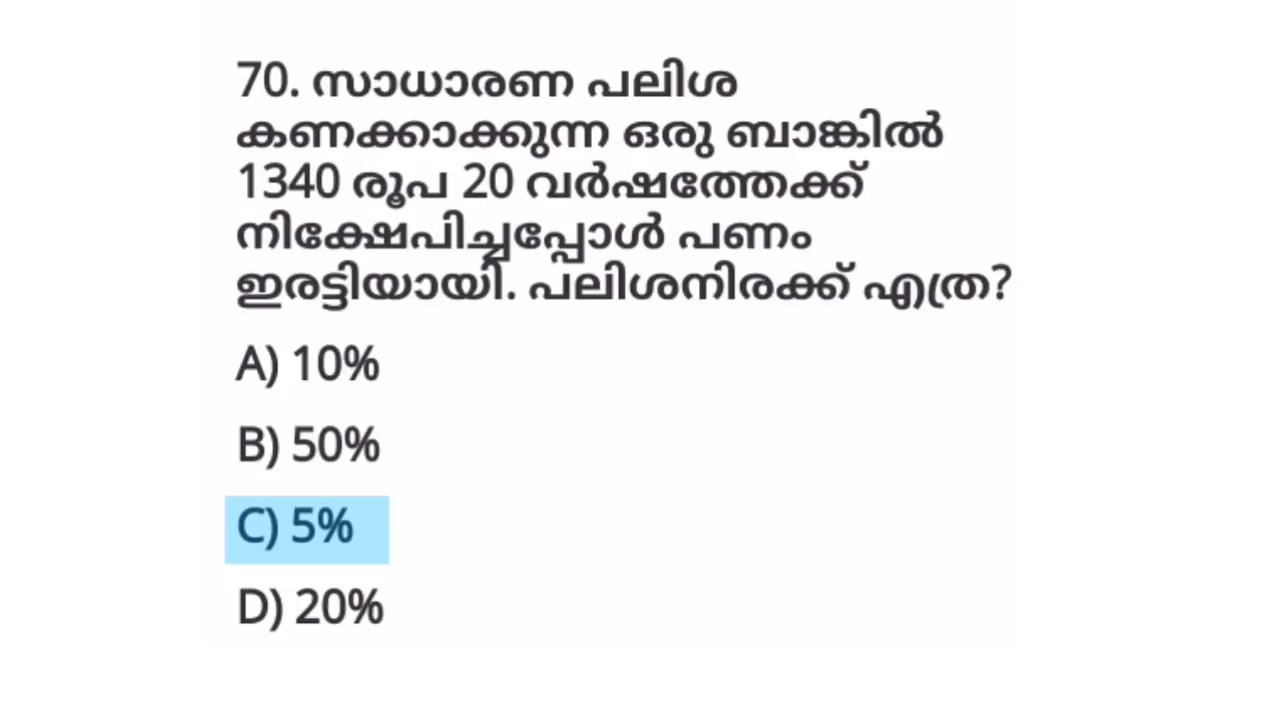 70. സാധാരണ പലിശ
കണക്കാക്കുന്ന ഒരു ബാങ്കിൽ
1340 രൂപ 20 വർഷത്തേക്ക്
നിക്ഷേപിച്ചപ്പോൾ പണം
ഇരട്ടിയായി. പലിശനിരക്ക് എത്ര?
A) 10%
B) 50%
C) 5%
D) 20%